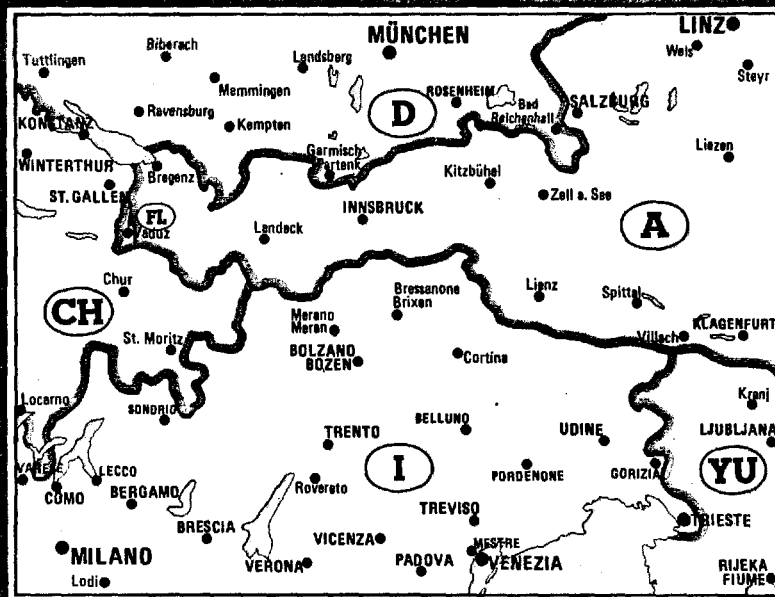 MÜNCHEN
LINZ
Biberach
Landsberg
Wels
Tuttlingen
Steyr
Memmingen
ROSENHEIM
D
Bad
Reichenhall
SALZBURG
Ravensburg
KONSTANZ
Kempten
Garmisch
Partenk
Liezen
WINTERTHUR
Bregenz
Kitzbühel
ST. GALLEN
Zell a. See
FL
INNSBRUCK
A
Vaduz
Landeck
Chur
Bressanone
Brixen
Lienz
Spittal
CH
Merano
Meran
St. Moritz
BOLZANO
BOZEN
Cortina
Villach
KLAGENFURT
Locarno
SONDRIO
Kranj
BELLUNO
TRENTO
UDINE
LJUBLJANA
VARESE
LECCO
COMO
I
PORDENONE
GORIZIA
YU
BERGAMO
Rovereto
TREVISO
TRIESTE
BRESCIA
VICENZA
MESTRE
MILANO
VERONA
PADOVA
VENEZIA
Lodi
RIJEKA
FIUME